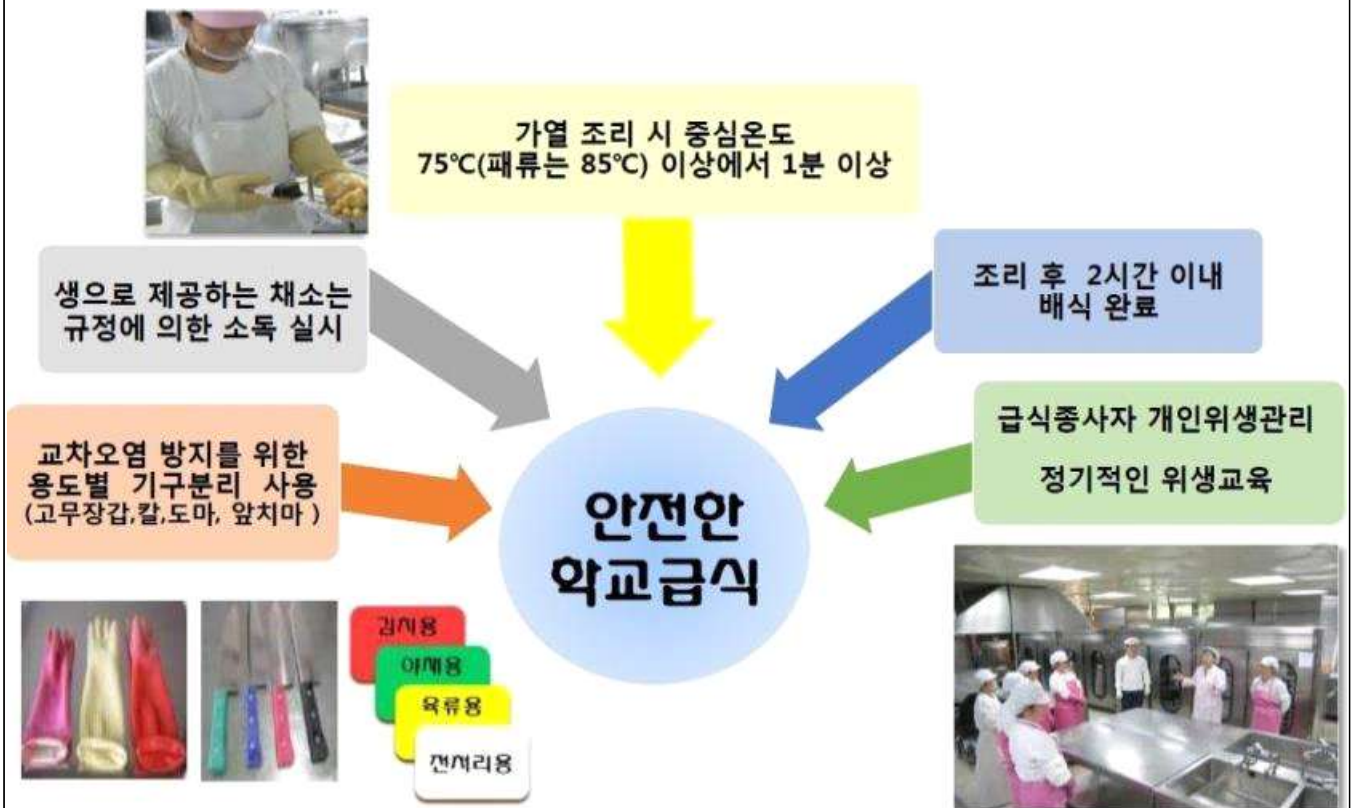 가열 조리 시 중심온도
75℃(패류는 85℃) 이상에서 1분 이상
생으로 제공하는 채소는
규정에 의한 소독 실시
조리 후 2시간 이내
배식 완료
교차오염 방지를 위한
용도별 기구분리 사용
(고무장갑,칼,도마, 앞치마 )
급식종사자 개인위생관리
정기적인 위생교육
안전한
학교급식
김치용
야채용
육류용
전처리용